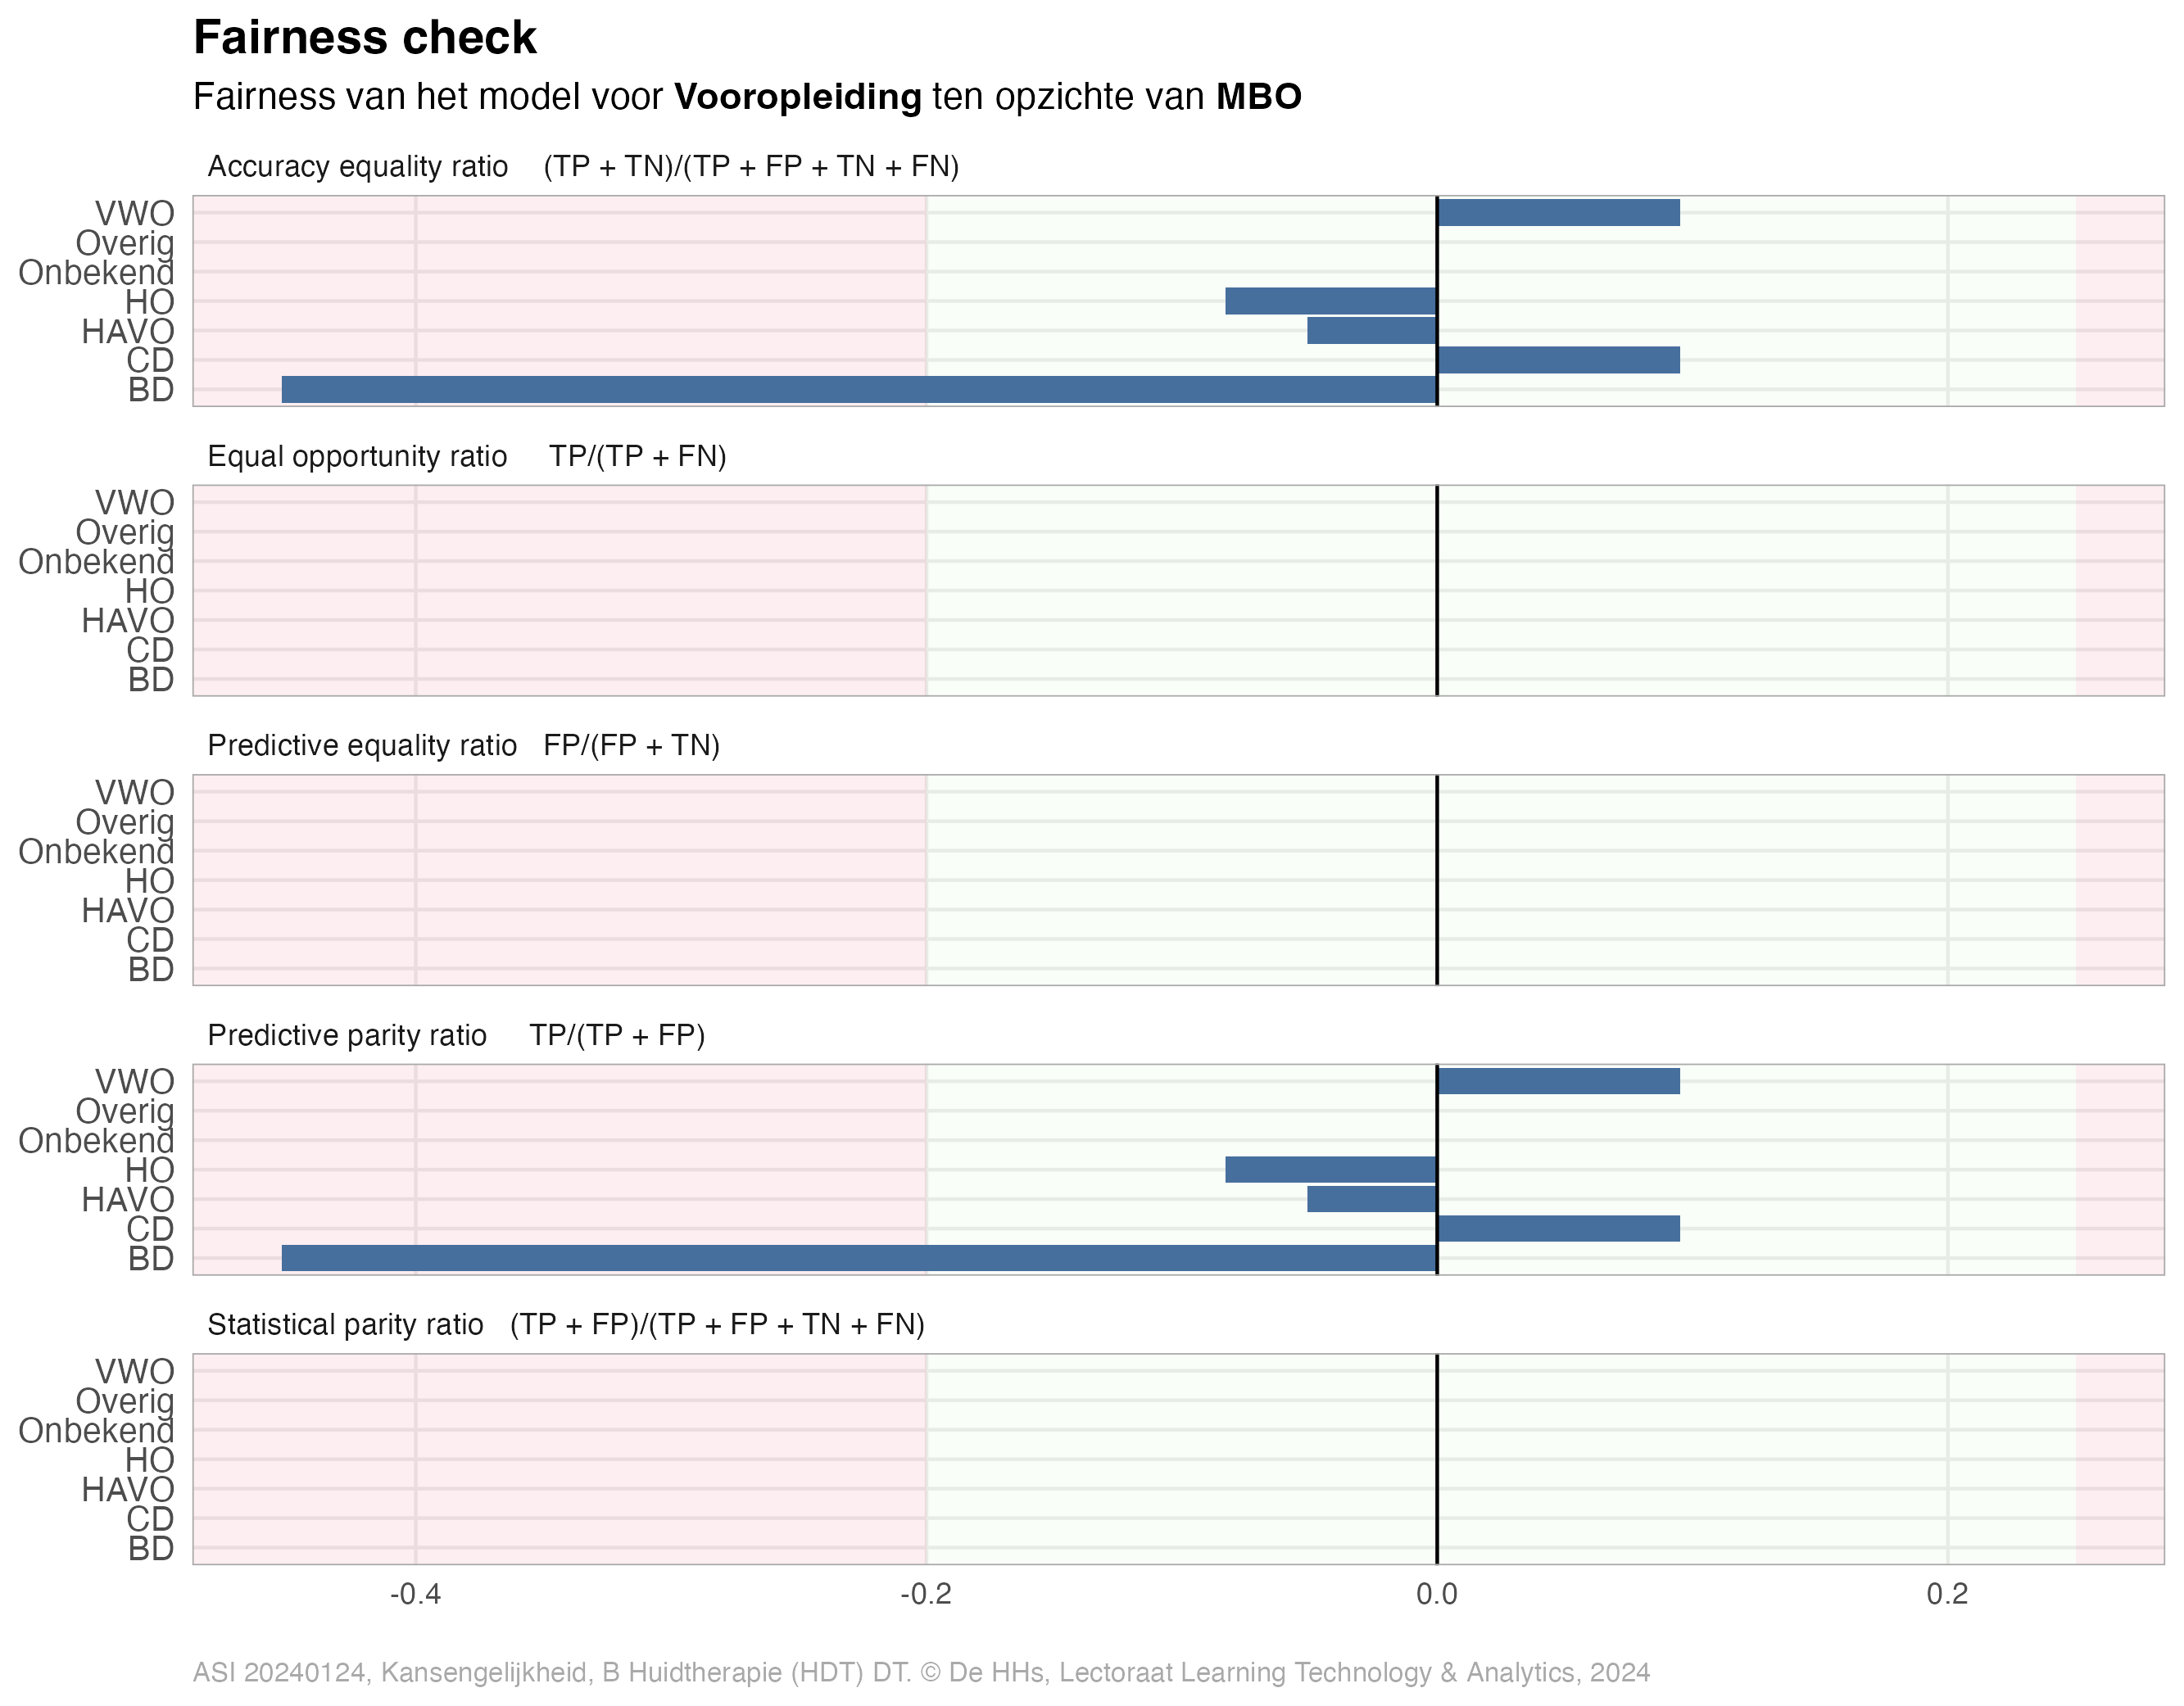 Fairness check
Fairness van het model voor Vooropleiding ten opzichte van MBO
Accuracy equality ratio (TP + TN)/(TP + FP + TN + FN)
VWO
Overig
Onbekend
HO
HAVO
CD
BD
Equal opportunity ratio TP/(TP + FN)
VWO
Overig
Onbekend
HO
HAVO
CD
BD
Predictive equality ratio FP/(FP + TN)
VWO
Overig
Onbekend
HO
HAVO
CD
BD
Predictive parity ratio TP/(TP + FP)
VWO
Overig
Onbekend
HO
HAVO
CD
BD
Statistical parity ratio (TP + FP)/(TP + FP + TN + FN)
VWO
Overig
Onbekend
HO
HAVO
CD
BD
-0.4 -0.2 0.0 0.2
ASI 20240124, Kansengelijkheid, B Huidtherapie (HDT) DT. © De HHs, Lectoraat Learning Technology & Analytics, 2024